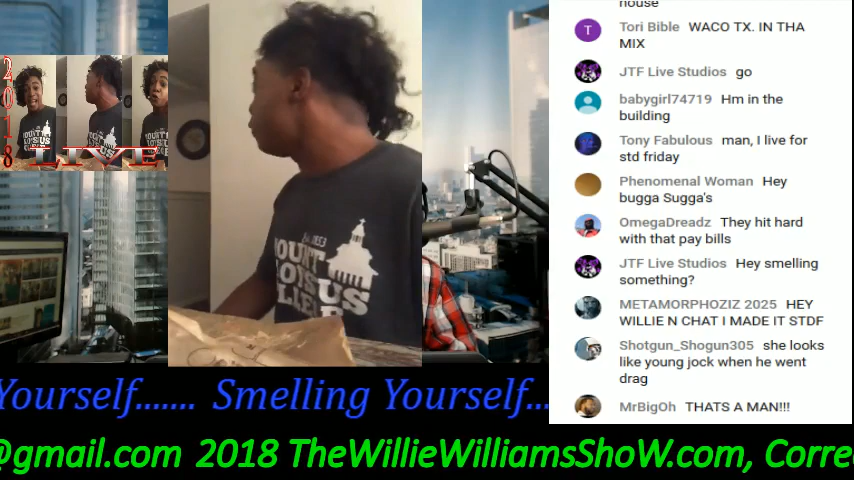 house
T
Tori Bible WACO TX. IN THA
MIX
JTF Live Studios go
babygirl74719 Hm in the
building
Tony Fabulous man, I live for
std friday
Phenomenal Woman Hey
bugga Sugga's
OmegaDreadz They hit hard
with that pay bills
JTF Live Studios Hey smelling
something?
METAMORPHOZIZ 2025 HEY
WILLIE N CHAT I MADE IT STDF
Shotgun_Shogun305 she looks
like young jock when he went
drag
MrBigOh THATS A MAN!!!
2018
LIVE
OUNT
US
Yourself....... Smelling Yourself...
@gmail.com 2018 TheWillieWilliamsShoW.com, Corre